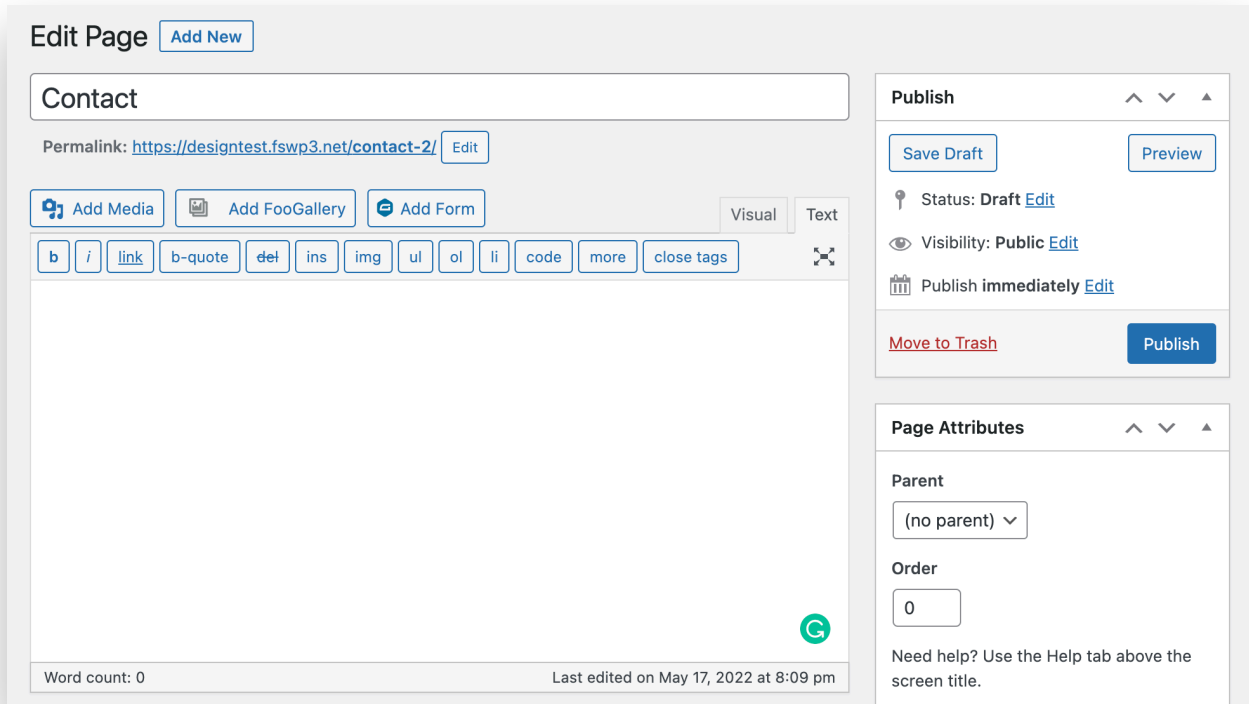 Edit Page Add New
Contact
Permalink: https://designtest.fswp3.net/contact-2/ Edit
Add Media Add FooGallery Add Form
Visual Text
b i link b-quote del ins img ul ol li code more close tags
Word count: 0 Last edited on May 17, 2022 at 8:09 pm
Publish
Save Draft Preview
Status: Draft Edit
Visibility: Public Edit
Publish immediately Edit
Move to Trash Publish
Page Attributes
Parent
(no parent)
Order
0
Need help? Use the Help tab above the
screen title.